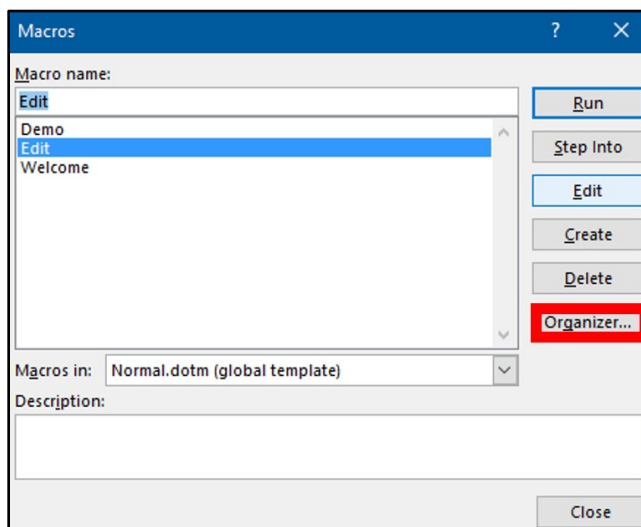 Macros ? ×
Macro name:
Edit
Run
Demo
Edit
Welcome
Step Into
Edit
Create
Delete
Organizer...
Macros in: Normal.dotm (global template)
Description:
Close